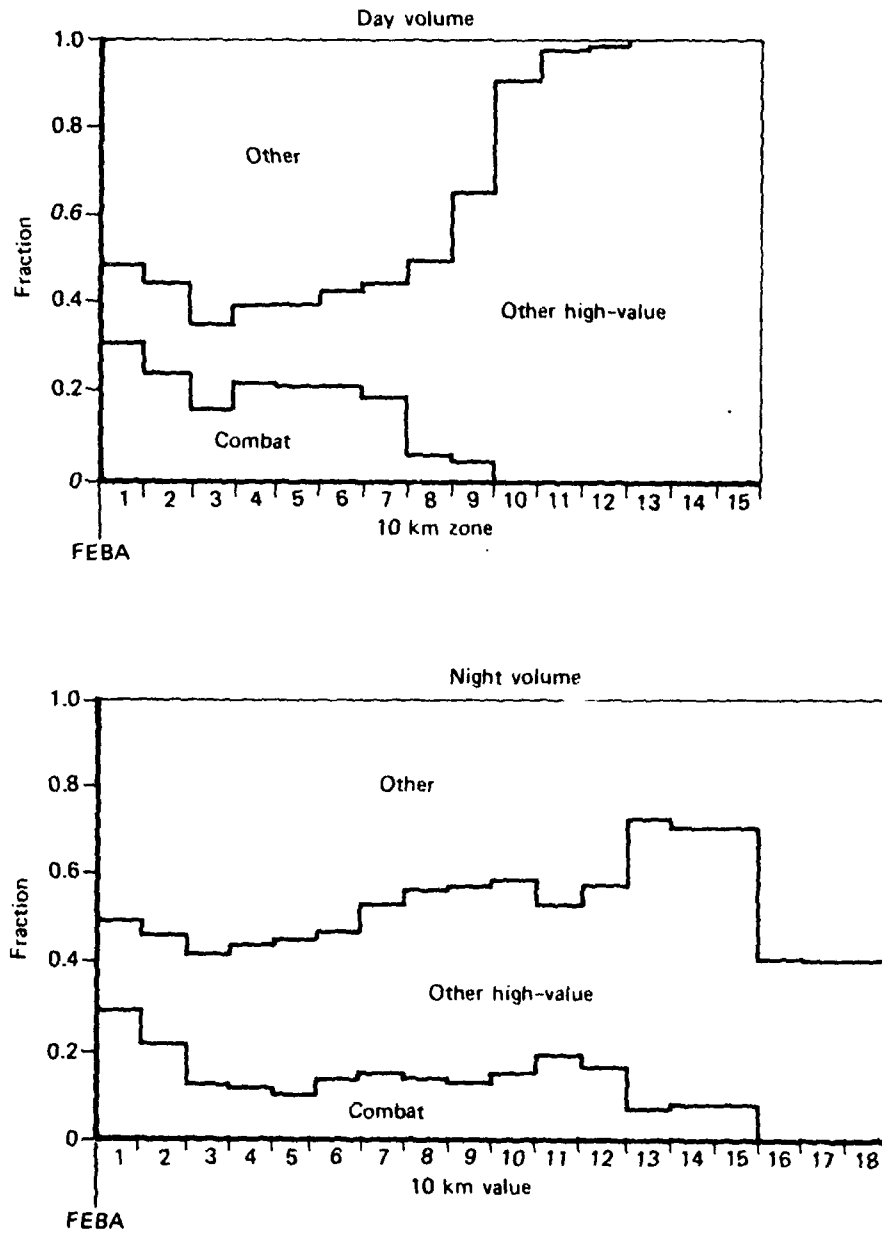 Day volume
1.0
0.8
0.6
0.4
0.2
0
Fraction
Other
Other high-value
Combat
1 2 3 4 5 6 7 8 9 10 11 12 13 14 15
10 km zone
FEBA
Night volume
1.0
0.8
0.6
0.4
0.2
0
Fraction
Other
Other high-value
Combat
1 2 3 4 5 6 7 8 9 10 11 12 13 14 15 16 17 18
10 km value
FEBA